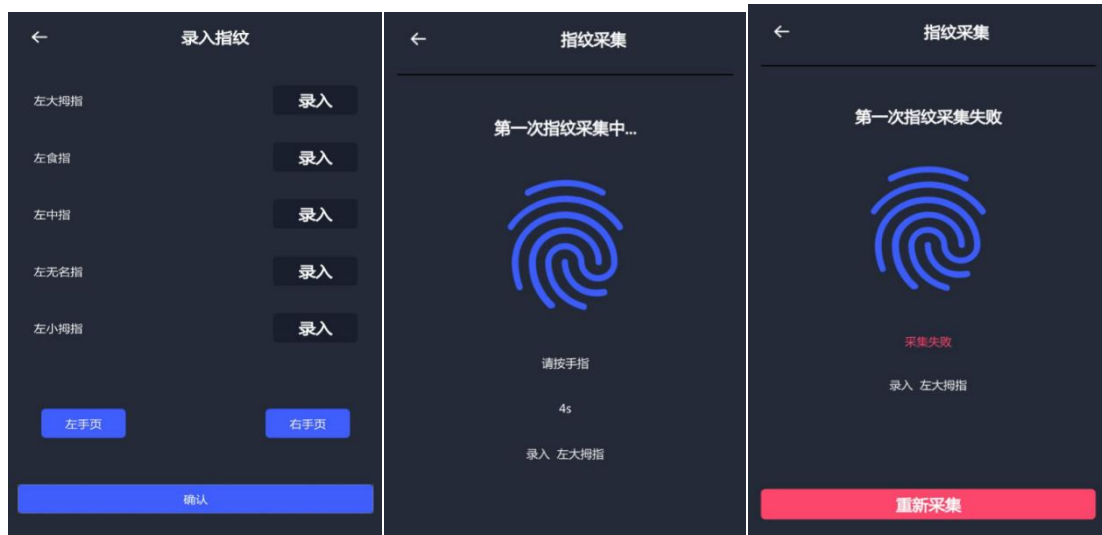 录入指纹
左大拇指 录入
左食指 录入
左中指 录入
左无名指 录入
左小拇指 录入
左手页 右手页
确认
指纹采集
第一次指纹采集中...
请按手指
4s
录入 左大拇指
指纹采集
第一次指纹采集失败
采集失败
录入 左大拇指
重新采集